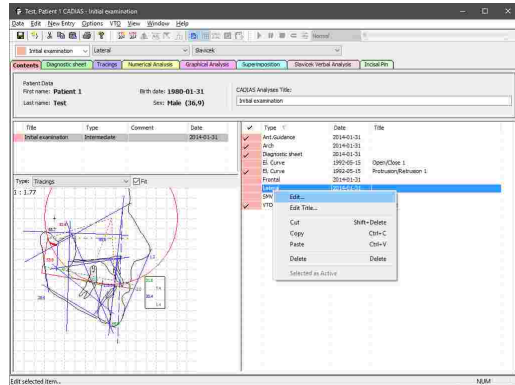 Test, Patient 1 CADIAS - Initial examination
Data Edit New Entry Options VTO View Window Help
Normal
Initial examination Lateral Slavicek
Contents Diagnostic sheet Tracings Numerical Analysis Graphical Analysis Superimposition Slavicek Verbal Analysis Incisal Pin
Patient Data
First name: Patient 1 Birth date: 1980-01-31
Last name: Test Sex: Male (36,9)
CADIAS Analyses Title:
Initial examination
Title Type Comment Date
Initial examination Intermediate 2014-01-31
Type Date Title
Ant.Guidance 2014-01-31
Arch 2014-01-31
Diagnostic sheet 2014-01-31
El. Curve 1992-05-15 Open/Close 1
El. Curve 1992-05-15 Protrusion/Retrusion 1
Frontal 2014-01-31
Lateral 2014-01-31
SMV
VTO
Edit...
Edit Title...
Cut Shift+Delete
Copy Ctrl+C
Paste Ctrl+V
Delete Delete
Selected as Active
Type: Tracings Fit
1 : 1.77
Edit selected item...
NUM